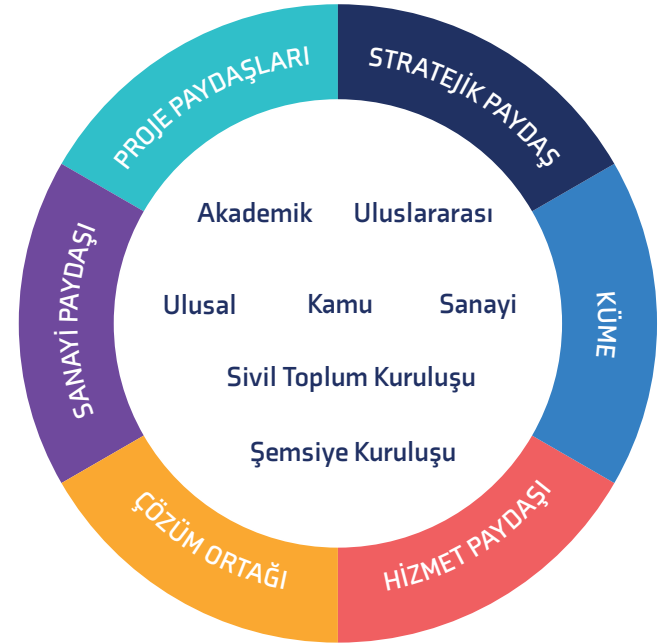 PROJE PAYDAŞLARI
STRATEJİK PAYDAŞ
KÜME
HİZMET PAYDAŞI
ÇÖZÜM ORTAĞI
SANAYİ PAYDAŞI
Akademik Uluslararası
Ulusal Kamu Sanayi
Sivil Toplum Kuruluşu
Şemsiye Kuruluşu